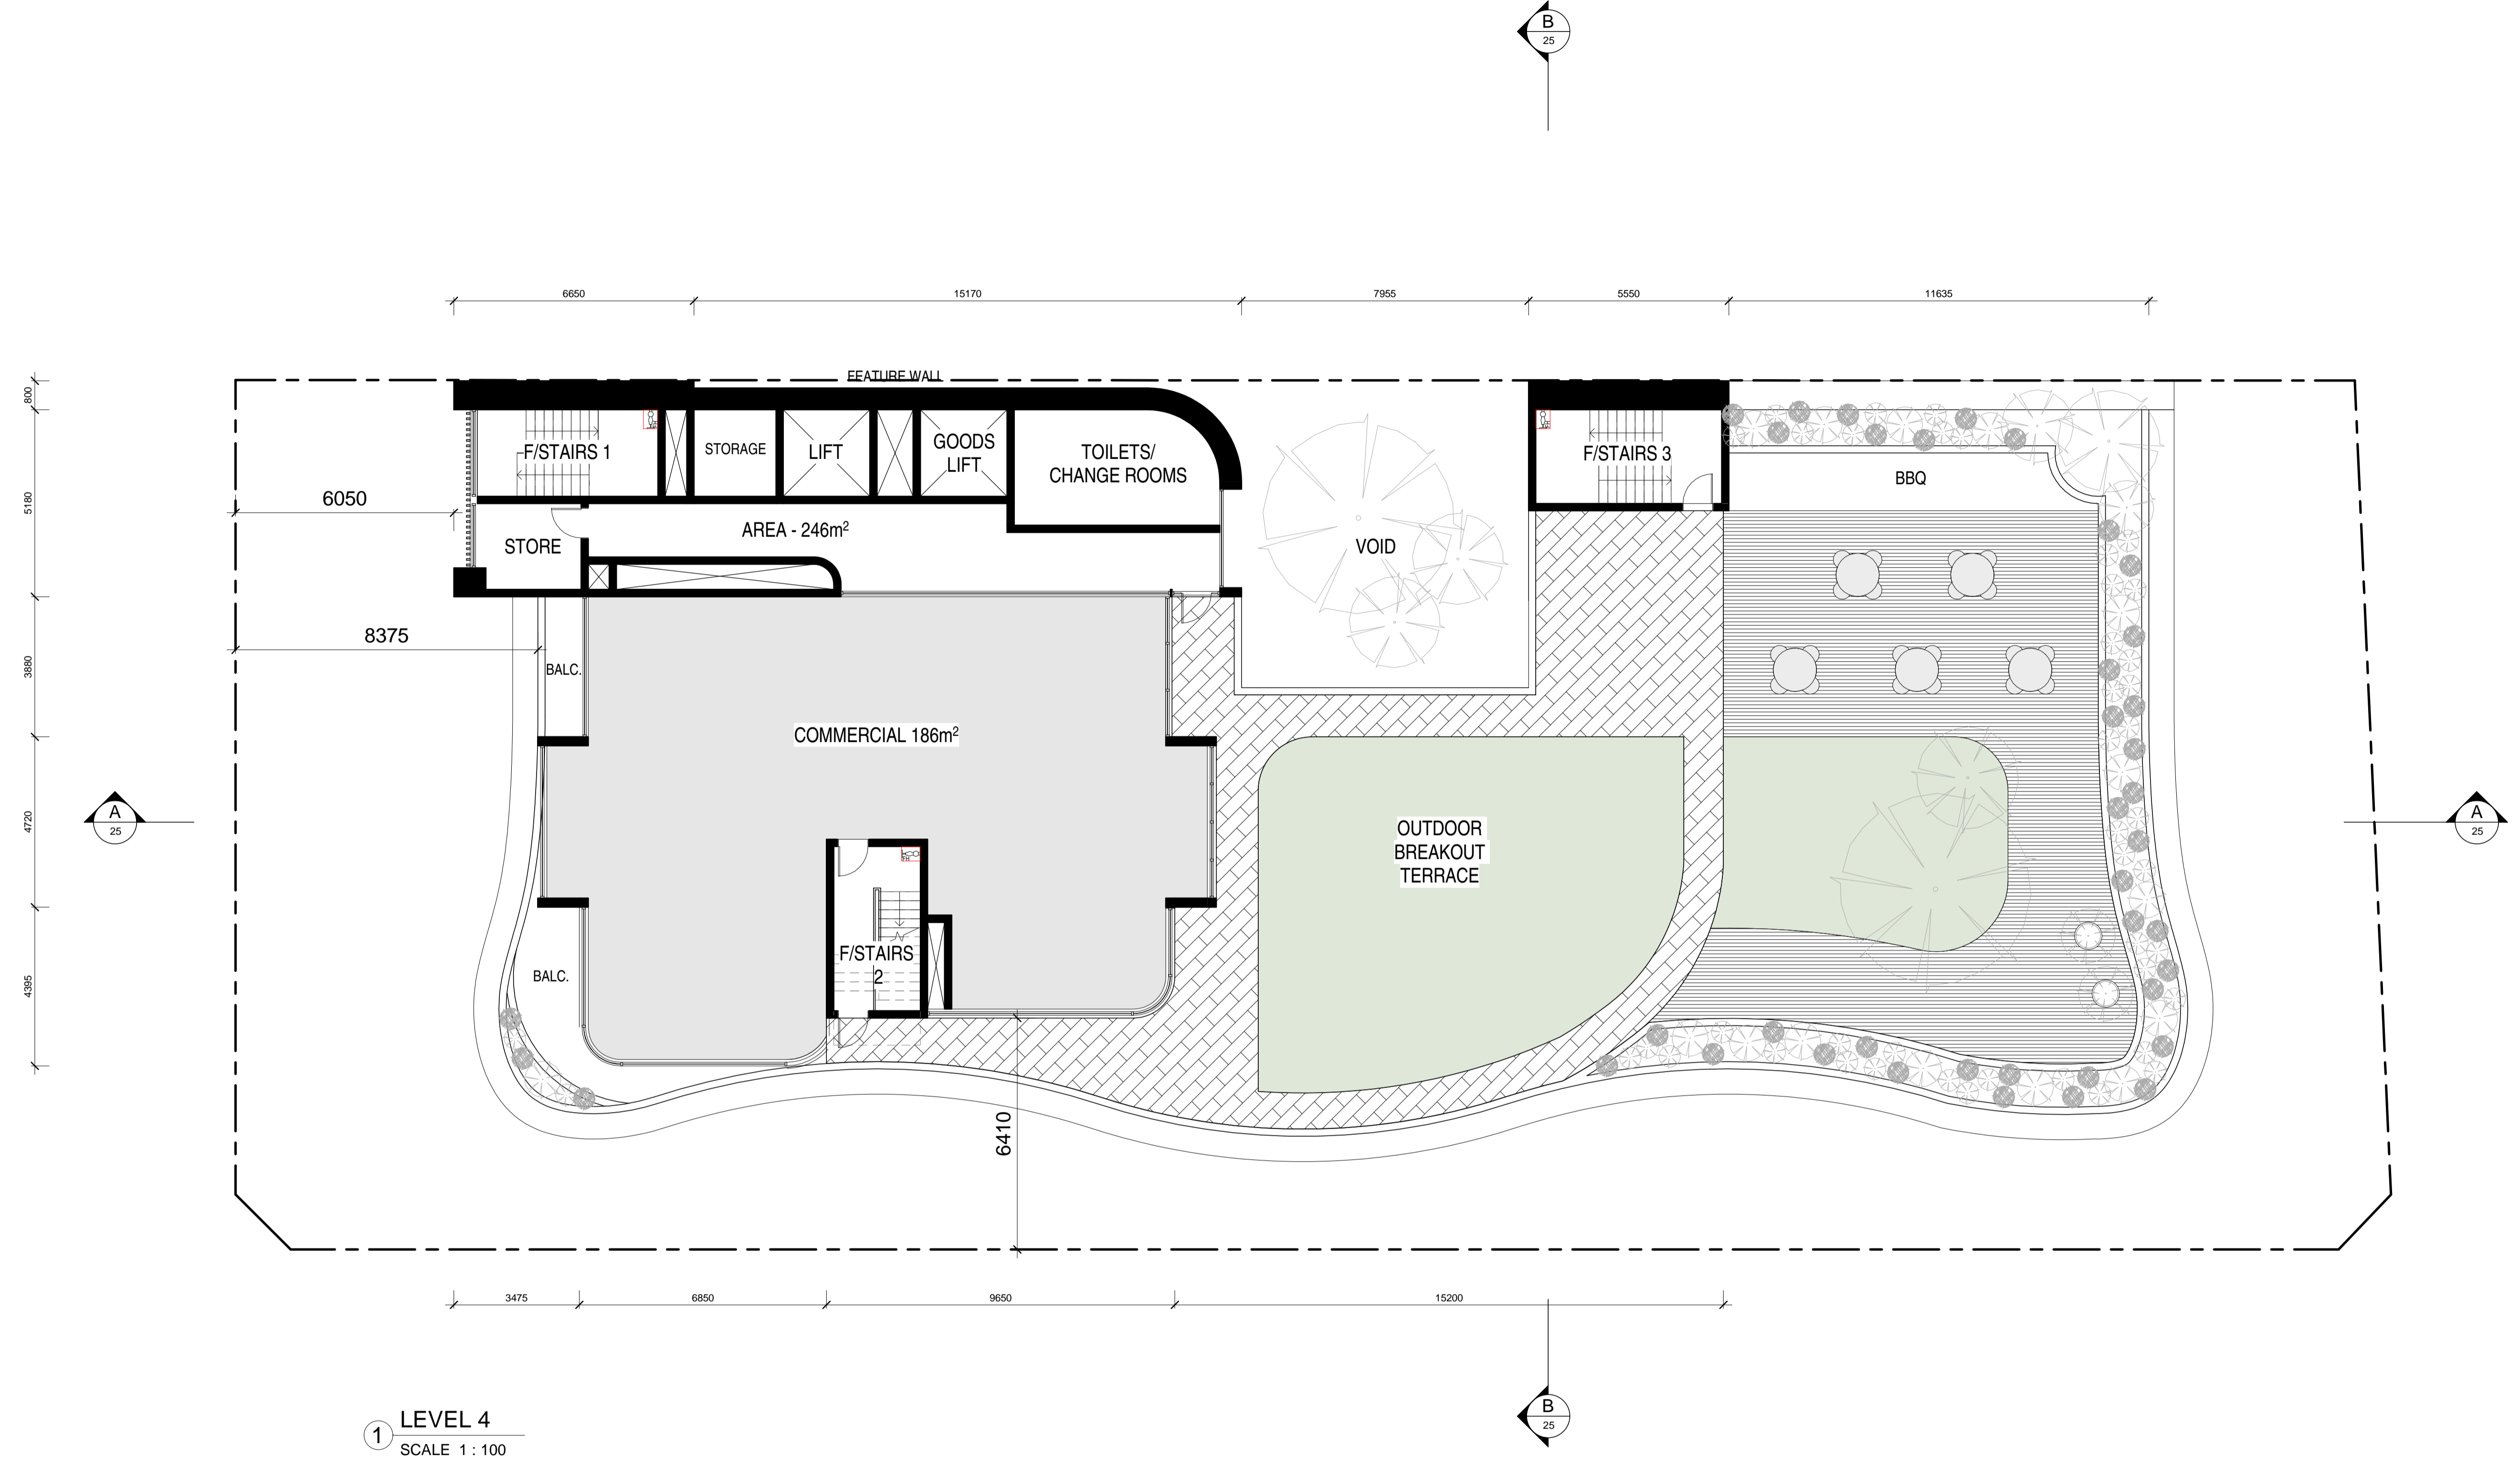 B
25
6650
15170
7955
5550
11635
FEATURE WALL
800
5180
3880
4720
4395
F/STAIRS 1
STORAGE
LIFT
GOODS
LIFT
TOILETS/
CHANGE ROOMS
F/STAIRS 3
BBQ
6050
STORE
AREA - 246m²
VOID
8375
BALC.
COMMERCIAL 186m²
A
25
OUTDOOR
BREAKOUT
TERRACE
A
25
F/STAIRS
2
BALC.
6410
3475
6850
9650
15200
B
25
1
LEVEL 4
SCALE 1 : 100